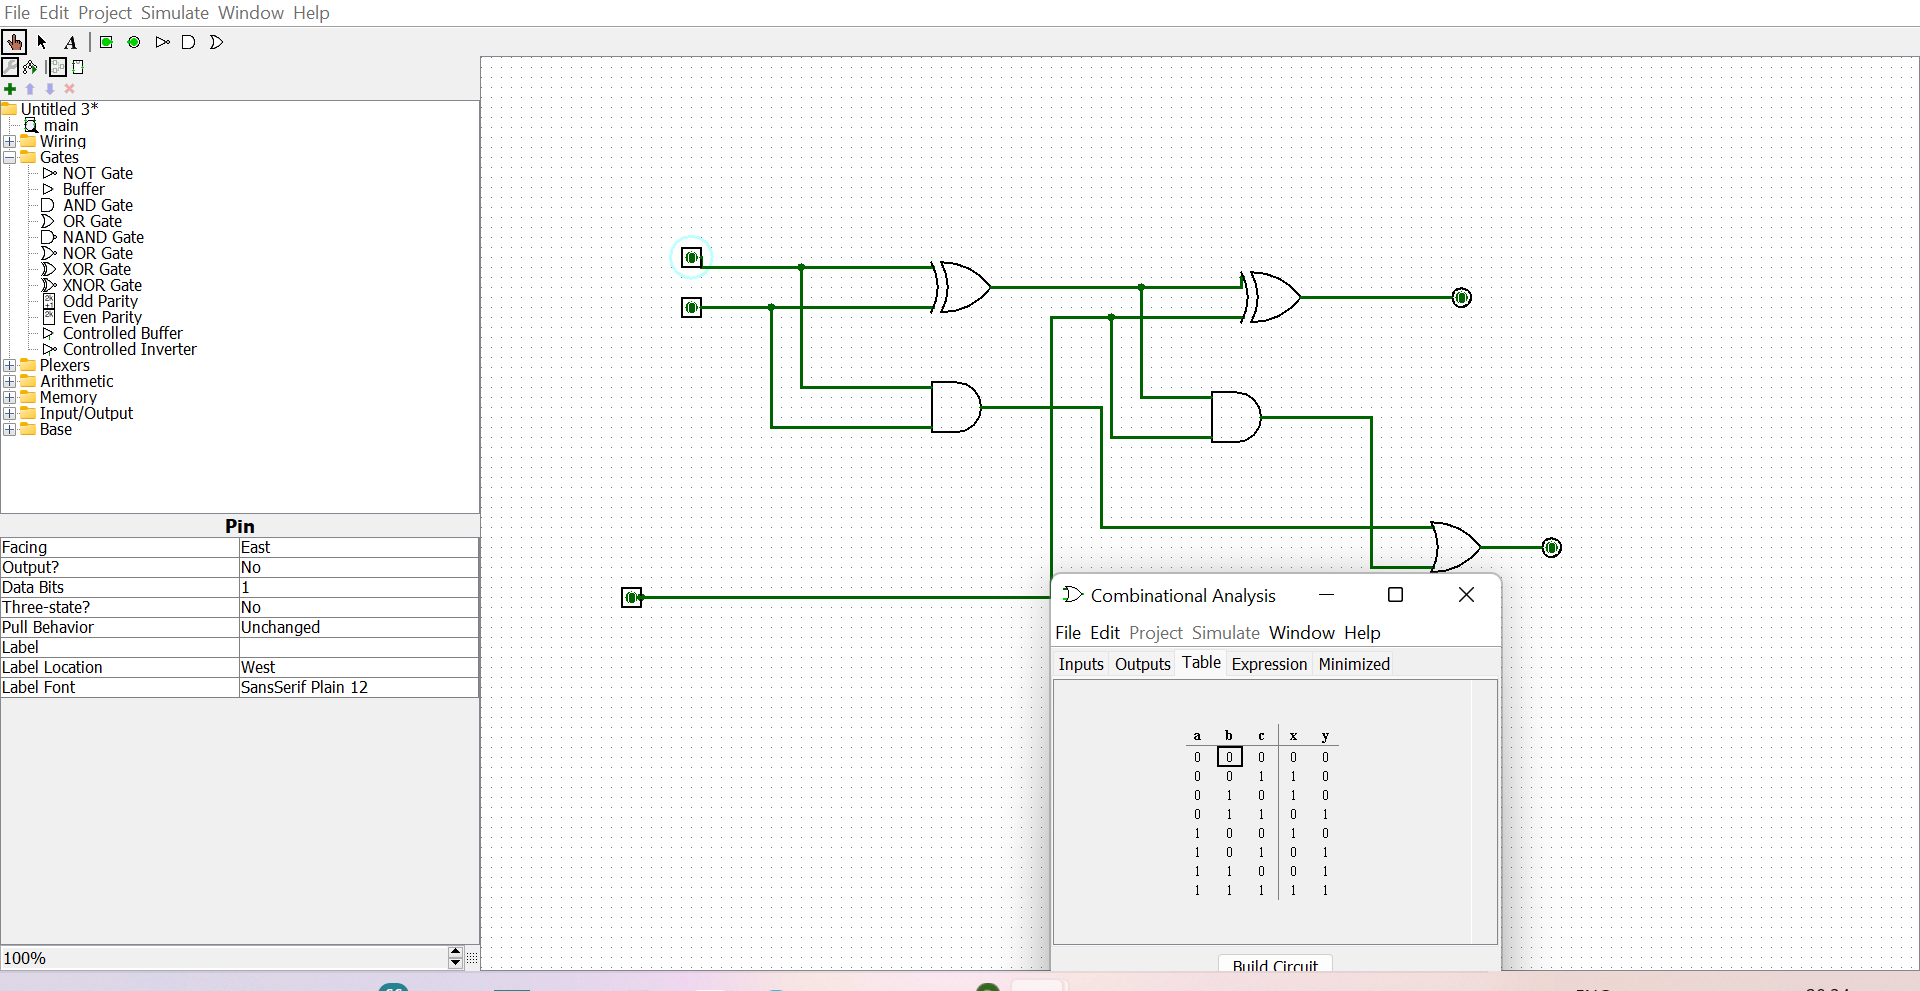 File Edit Project Simulate Window Help
A
Untitled 3*
main
Wiring
Gates
NOT Gate
Buffer
AND Gate
OR Gate
NAND Gate
NOR Gate
XOR Gate
XNOR Gate
Odd Parity
Even Parity
Controlled Buffer
Controlled Inverter
Plexers
Arithmetic
Memory
Input/Output
Base
Pin
Facing East
Output? No
Data Bits 1
Three-state? No
Pull Behavior Unchanged
Label
Label Location West
Label Font SansSerif Plain 12
100%
Combinational Analysis
File Edit Project Simulate Window Help
Inputs Outputs Table Expression Minimized
a b c x y
0 0 0 0 0
0 0 1 1 0
0 1 0 1 0
0 1 1 0 1
1 0 0 1 0
1 0 1 0 1
1 1 0 0 1
1 1 1 1 1
Build Circuit